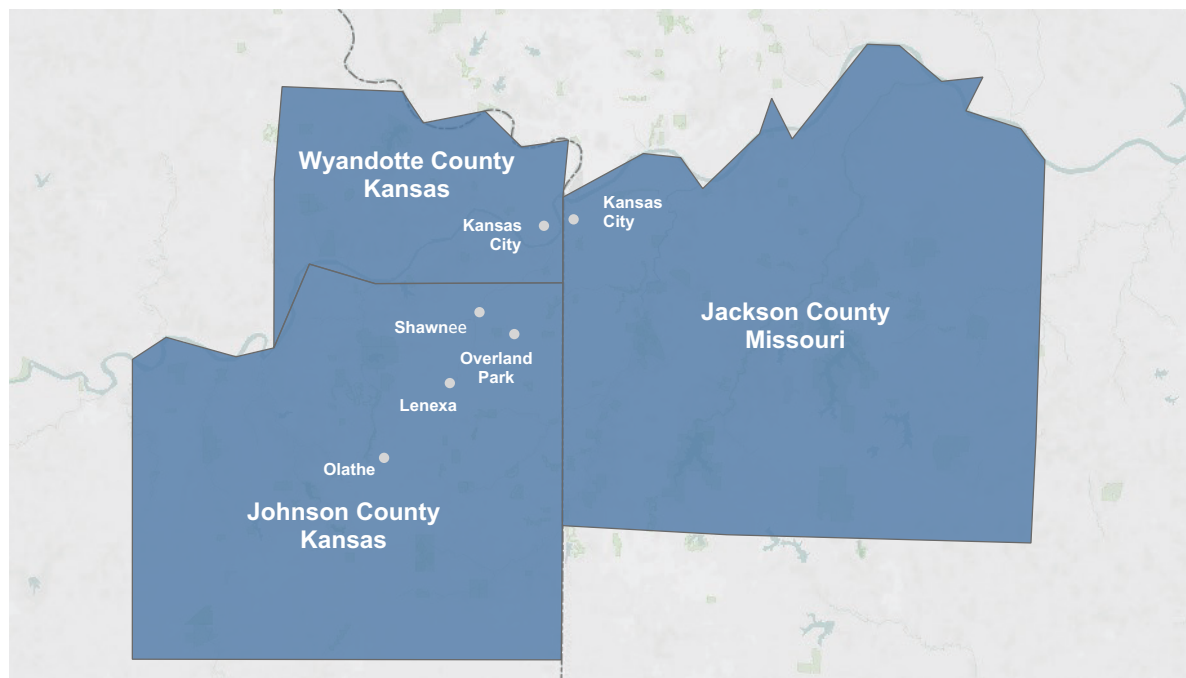 Wyandotte County
Kansas
Kansas
City
Kansas
City
Jackson County
Missouri
Shawnee
Overland
Park
Lenexa
Olathe
Johnson County
Kansas